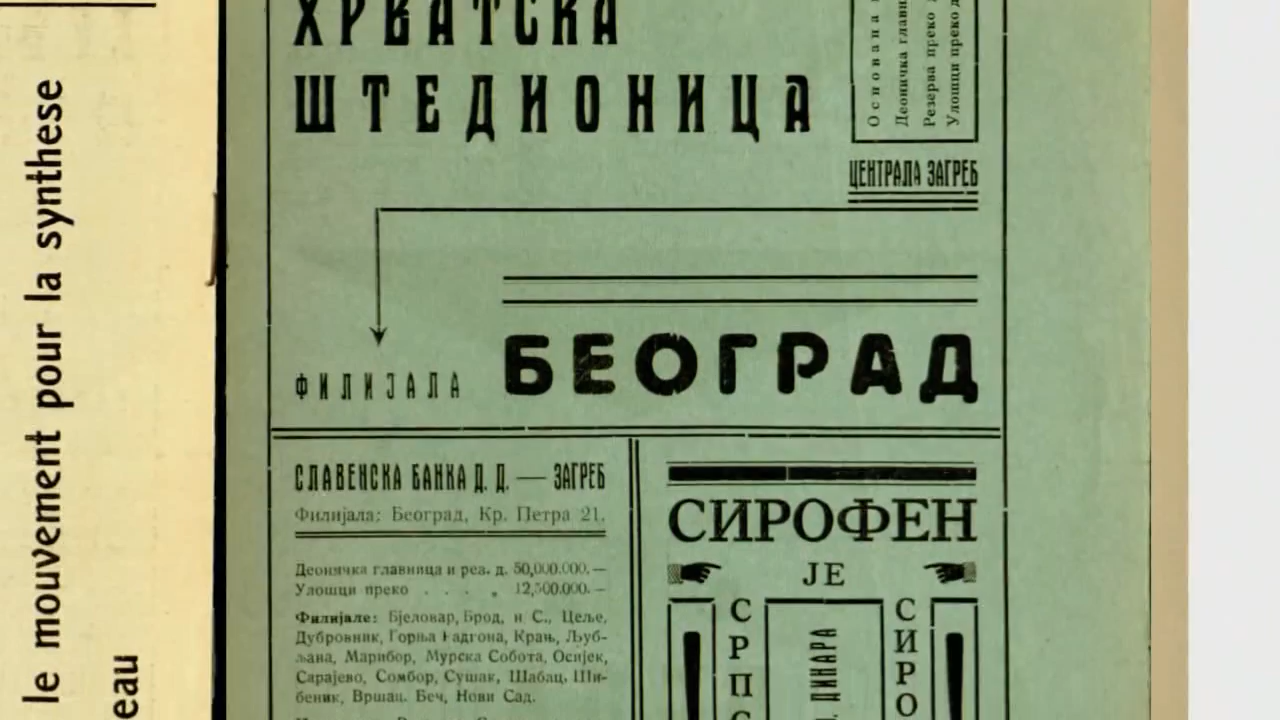 le mouvement pour la synthese
eau
ХРВАТСКА
ШТЕДИОНИЦА
Основана
Деоничка
Резерва преко
Улошци преко
ЦЕНТРАЛА ЗАГРЕБ
ФИЛИЈАЛА БЕОГРАД
СЛАВЕНСКА БАНКА Д. Д. — ЗАГРЕБ
Филијала: Београд, Кр. Петра 21.
Деоничка главница и рез. д. 50,000.000.—
Улошци преко . . . „ 12,500.000.—
Филијале: Бјеловар, Брод, н С., Цеље,
Дубровник, Горња Радгона, Крањ, Љуб-
љана, Марибор, Мурска Собота, Осијек,
Сарајево, Сомбор, Сушак, Шабац, Ши-
беник, Вршац, Беч, Нови Сад.
СИРОФЕН
ЈЕ
СРП
ДИНАРА
СИРО